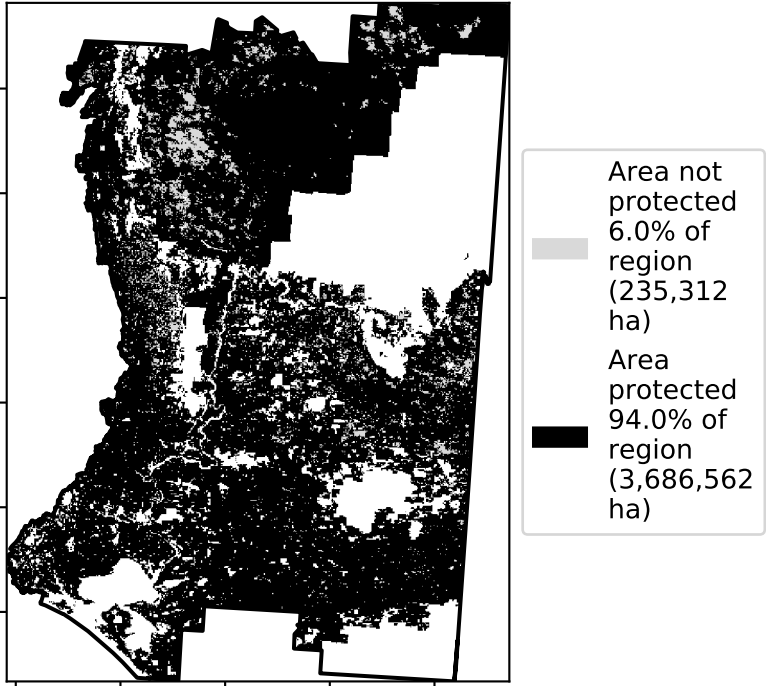 Area not
protected
6.0% of
region
(235,312
ha)
Area
protected
94.0% of
region
(3,686,562
ha)